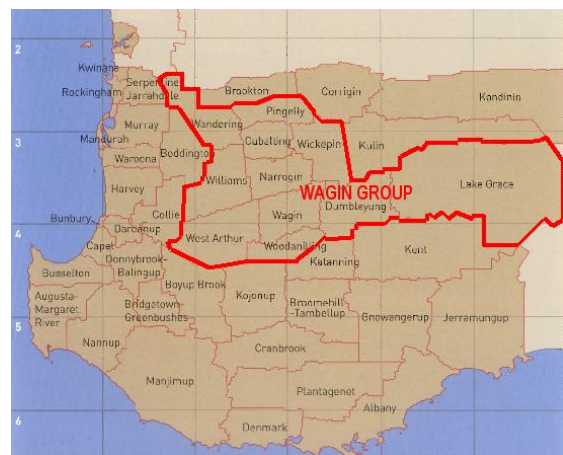 2
Kwinana
Serpentine
Jarrahdale
Rockingham
Brookton
Corrigin
Kondinin
Pingelly
Murray
Wandering
3
Mandurah
Cuballing
Wickepin
Kulin
Waroona
Boddington
Narrogin
Williams
Lake Grace
WAGIN GROUP
Harvey
Dumbleyung
Wagin
Bunbury
Collie
4
Dardanup
West Arthur
Woodanilling
Capel
Kent
Donnybrook-
Balingup
Katanning
Busselton
Boyup Brook
Augusta-
Margaret
River
Bridgetown-
Greenbushes
Kojonup
Broomehill
-Tambellup
Gnowangerup
Jerramungup
5
Nannup
Cranbrook
Manjimup
Plantagenet
Albany
6
Denmark